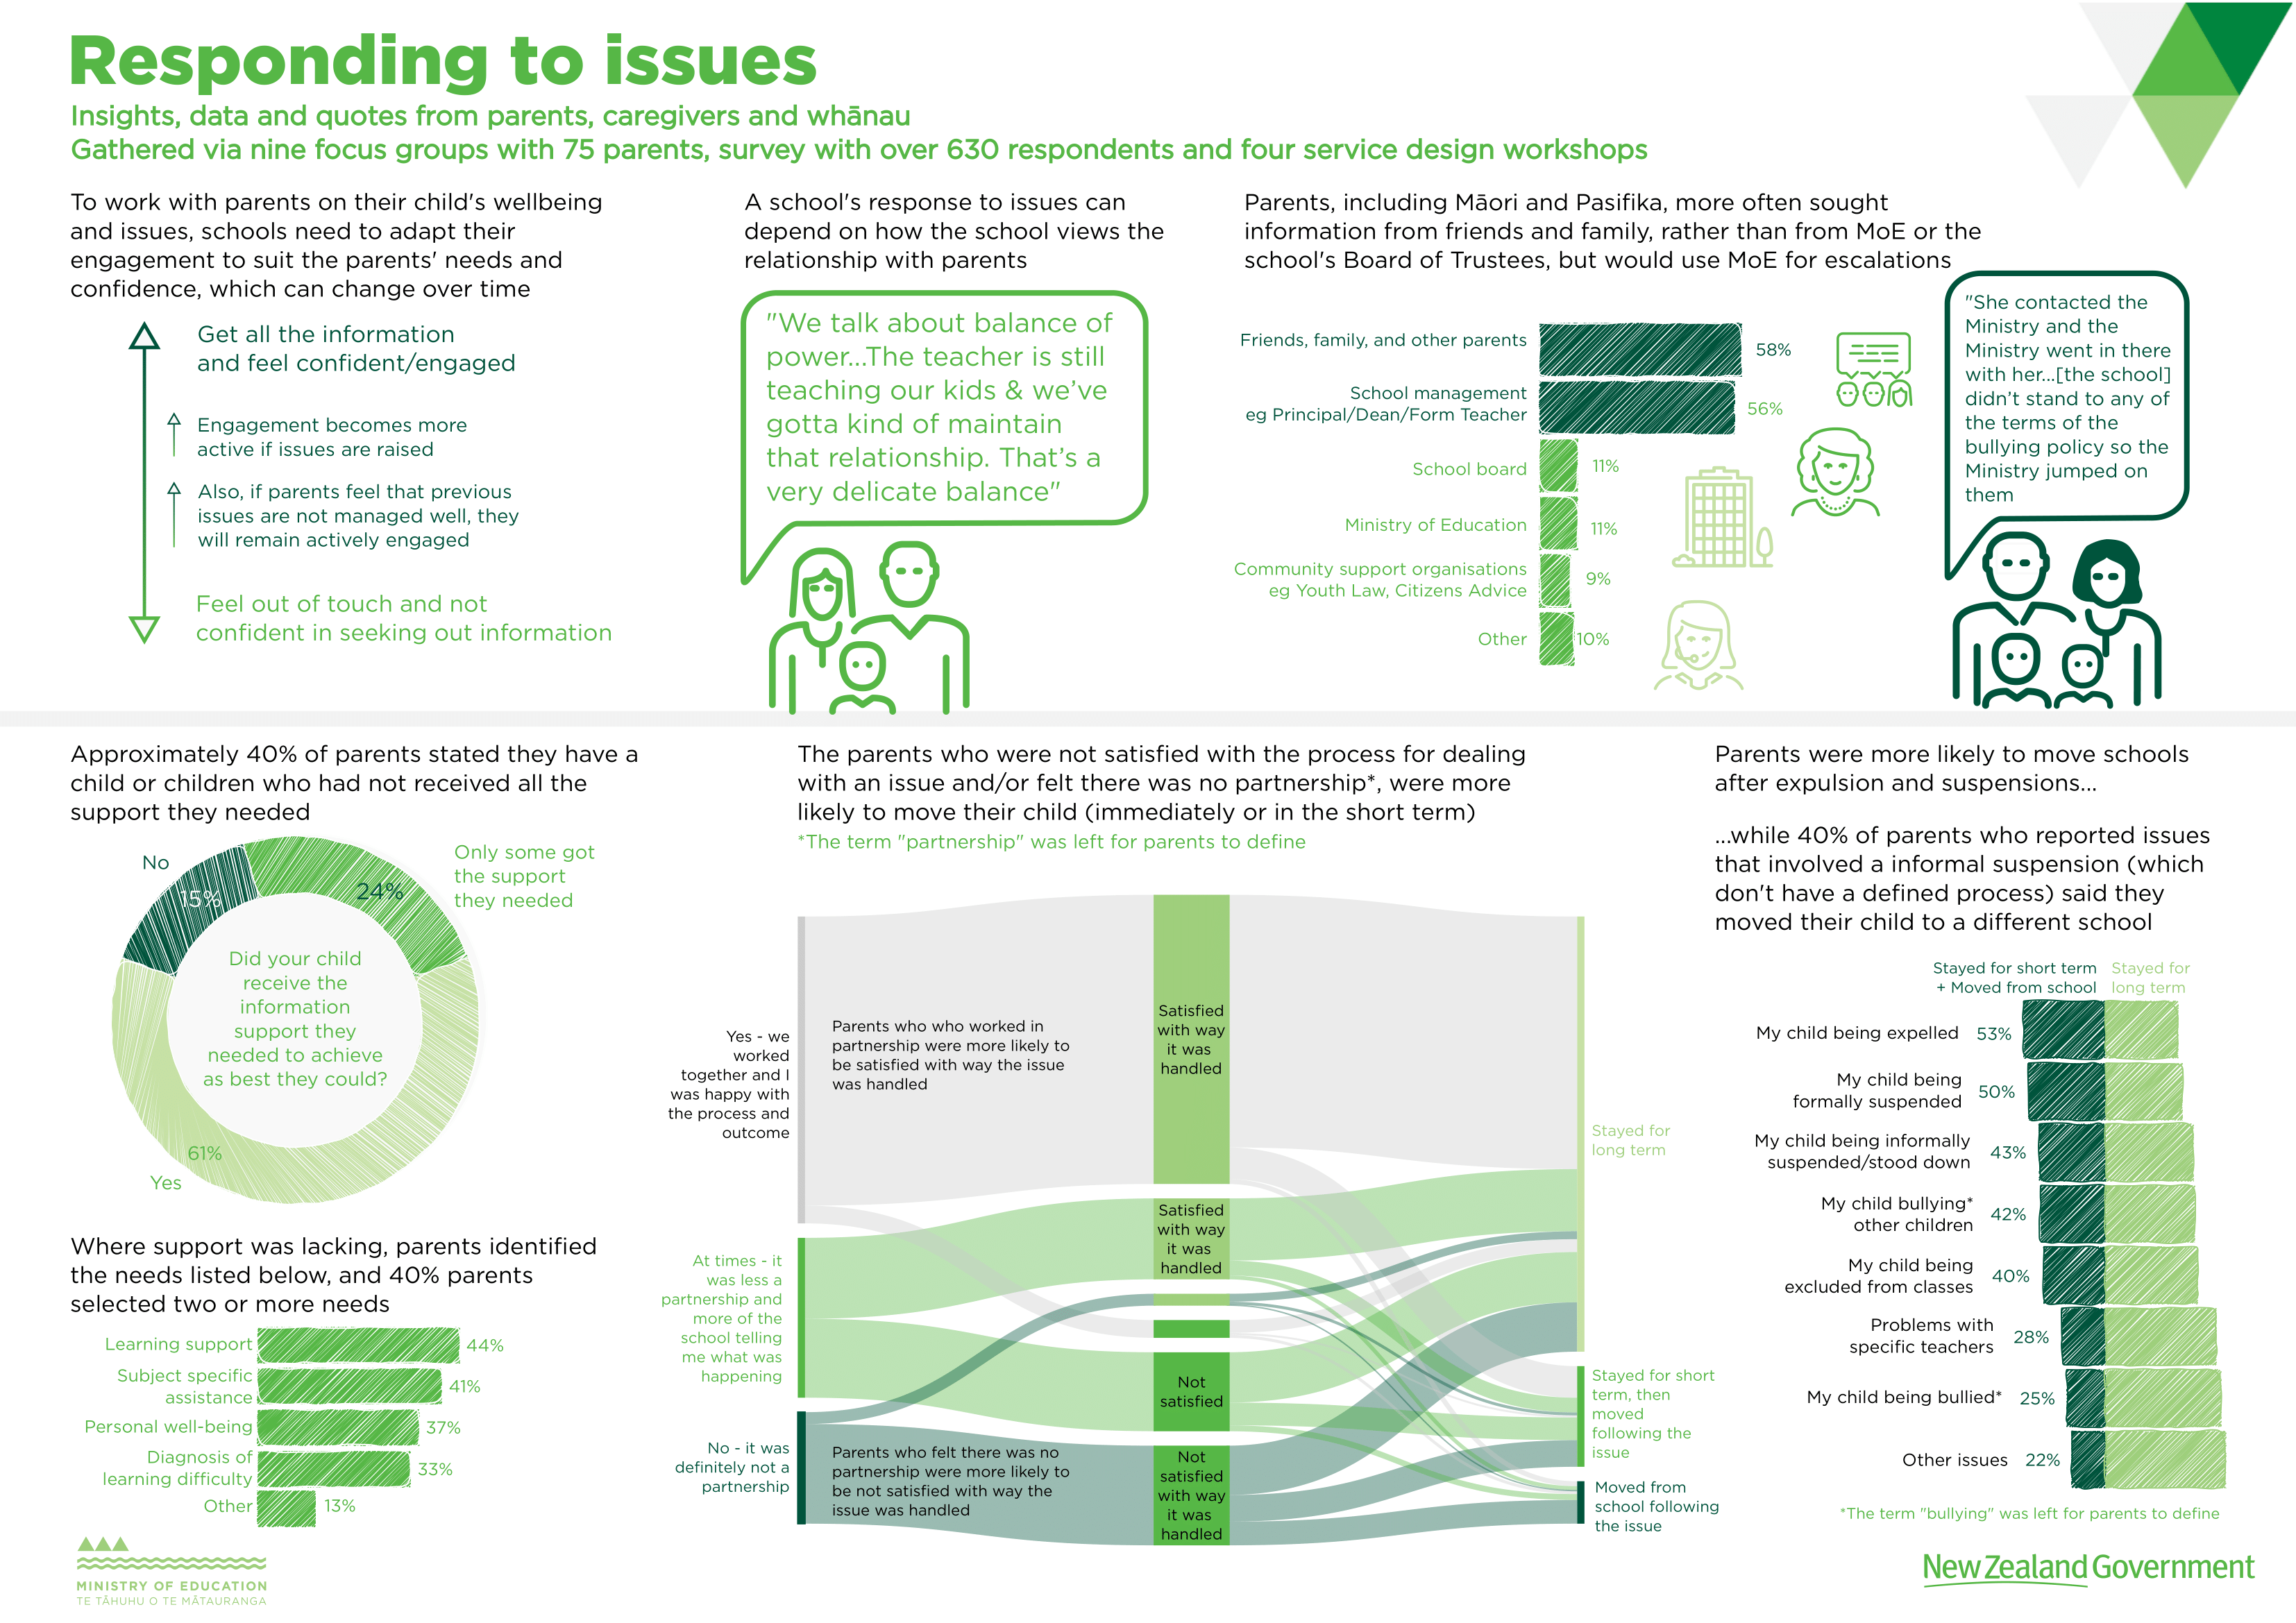 Responding to issues
Insights, data and quotes from parents, caregivers and whānau
Gathered via nine focus groups with 75 parents, survey with over 630 respondents and four service design workshops
To work with parents on their child's wellbeing
and issues, schools need to adapt their
engagement to suit the parents' needs and
confidence, which can change over time
Get all the information
and feel confident/engaged
Engagement becomes more
active if issues are raised
Also, if parents feel that previous
issues are not managed well, they
will remain actively engaged
Feel out of touch and not
confident in seeking out information
A school's response to issues can
depend on how the school views the
relationship with parents
"We talk about balance of
power...The teacher is still
teaching our kids & we've
gotta kind of maintain
that relationship. That's a
very delicate balance"
Parents, including Māori and Pasifika, more often sought
information from friends and family, rather than from MoE or the
school's Board of Trustees, but would use MoE for escalations
Friends, family, and other parents
58%
School management
eg Principal/Dean/Form Teacher
56%
School board
11%
Ministry of Education
11%
Community support organisations
eg Youth Law, Citizens Advice
9%
Other
10%
"She contacted the
Ministry and the
Ministry went in there
with her...[the school]
didn't stand to any of
the terms of the
bullying policy so the
Ministry jumped on
them
Approximately 40% of parents stated they have a
child or children who had not received all the
support they needed
No
15%
24%
Only some got
the support
they needed
Did your child
receive the
information
support they
needed to achieve
as best they could?
61%
Yes
Where support was lacking, parents identified
the needs listed below, and 40% parents
selected two or more needs
Learning support
44%
Subject specific
assistance
41%
Personal well-being
37%
Diagnosis of
learning difficulty
33%
Other
13%
MINISTRY OF EDUCATION
TE TĀHUHU O TE MĀTAURANGA
The parents who were not satisfied with the process for dealing
with an issue and/or felt there was no partnership*, were more
likely to move their child (immediately or in the short term)
*The term "partnership" was left for parents to define
Yes - we
worked
together and I
was happy with
the process and
outcome
Parents who who worked in
partnership were more likely to
be satisfied with way the issue
was handled
At times - it
was less a
partnership and
more of the
school telling
me what was
happening
No - it was
definitely not a
partnership
Parents who felt there was no
partnership were more likely to
be not satisfied with way the
issue was handled
Satisfied
with way
it was
handled
Satisfied
with way
it was
handled
Not
satisfied
Not
satisfied
with way
it was
handled
Stayed for
long term
Stayed for short
term, then
moved
following the
issue
Moved from
school following
the issue
Parents were more likely to move schools
after expulsion and suspensions...
...while 40% of parents who reported issues
that involved a informal suspension (which
don't have a defined process) said they
moved their child to a different school
Stayed for short term
+ Moved from school
Stayed for
long term
My child being expelled
53%
My child being
formally suspended
50%
My child being informally
suspended/stood down
43%
My child bullying*
other children
42%
My child being
excluded from classes
40%
Problems with
specific teachers
28%
My child being bullied*
25%
Other issues
22%
*The term "bullying" was left for parents to define
New Zealand Government